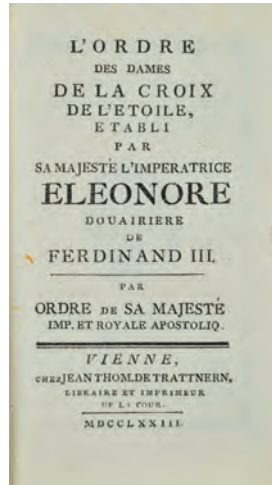 L'ORDRE
DES DAMES
DE LA CROIX
DE L'ETOILE,
ETABLI
PAR
SA MAJESTÉ L'IMPERATRICE
ELEONORE
DOUAIRIERE
DE
FERDINAND III.
PAR
ORDRE DE SA MAJESTÉ
IMP. ET ROYALE APOSTOLIQ.
VIENNE,
CHEZ JEAN THOM. DE TRATTNERN,
LIBRAIRE ET IMPRIMEUR
DE LA COUR.
MDCCLXXIII.